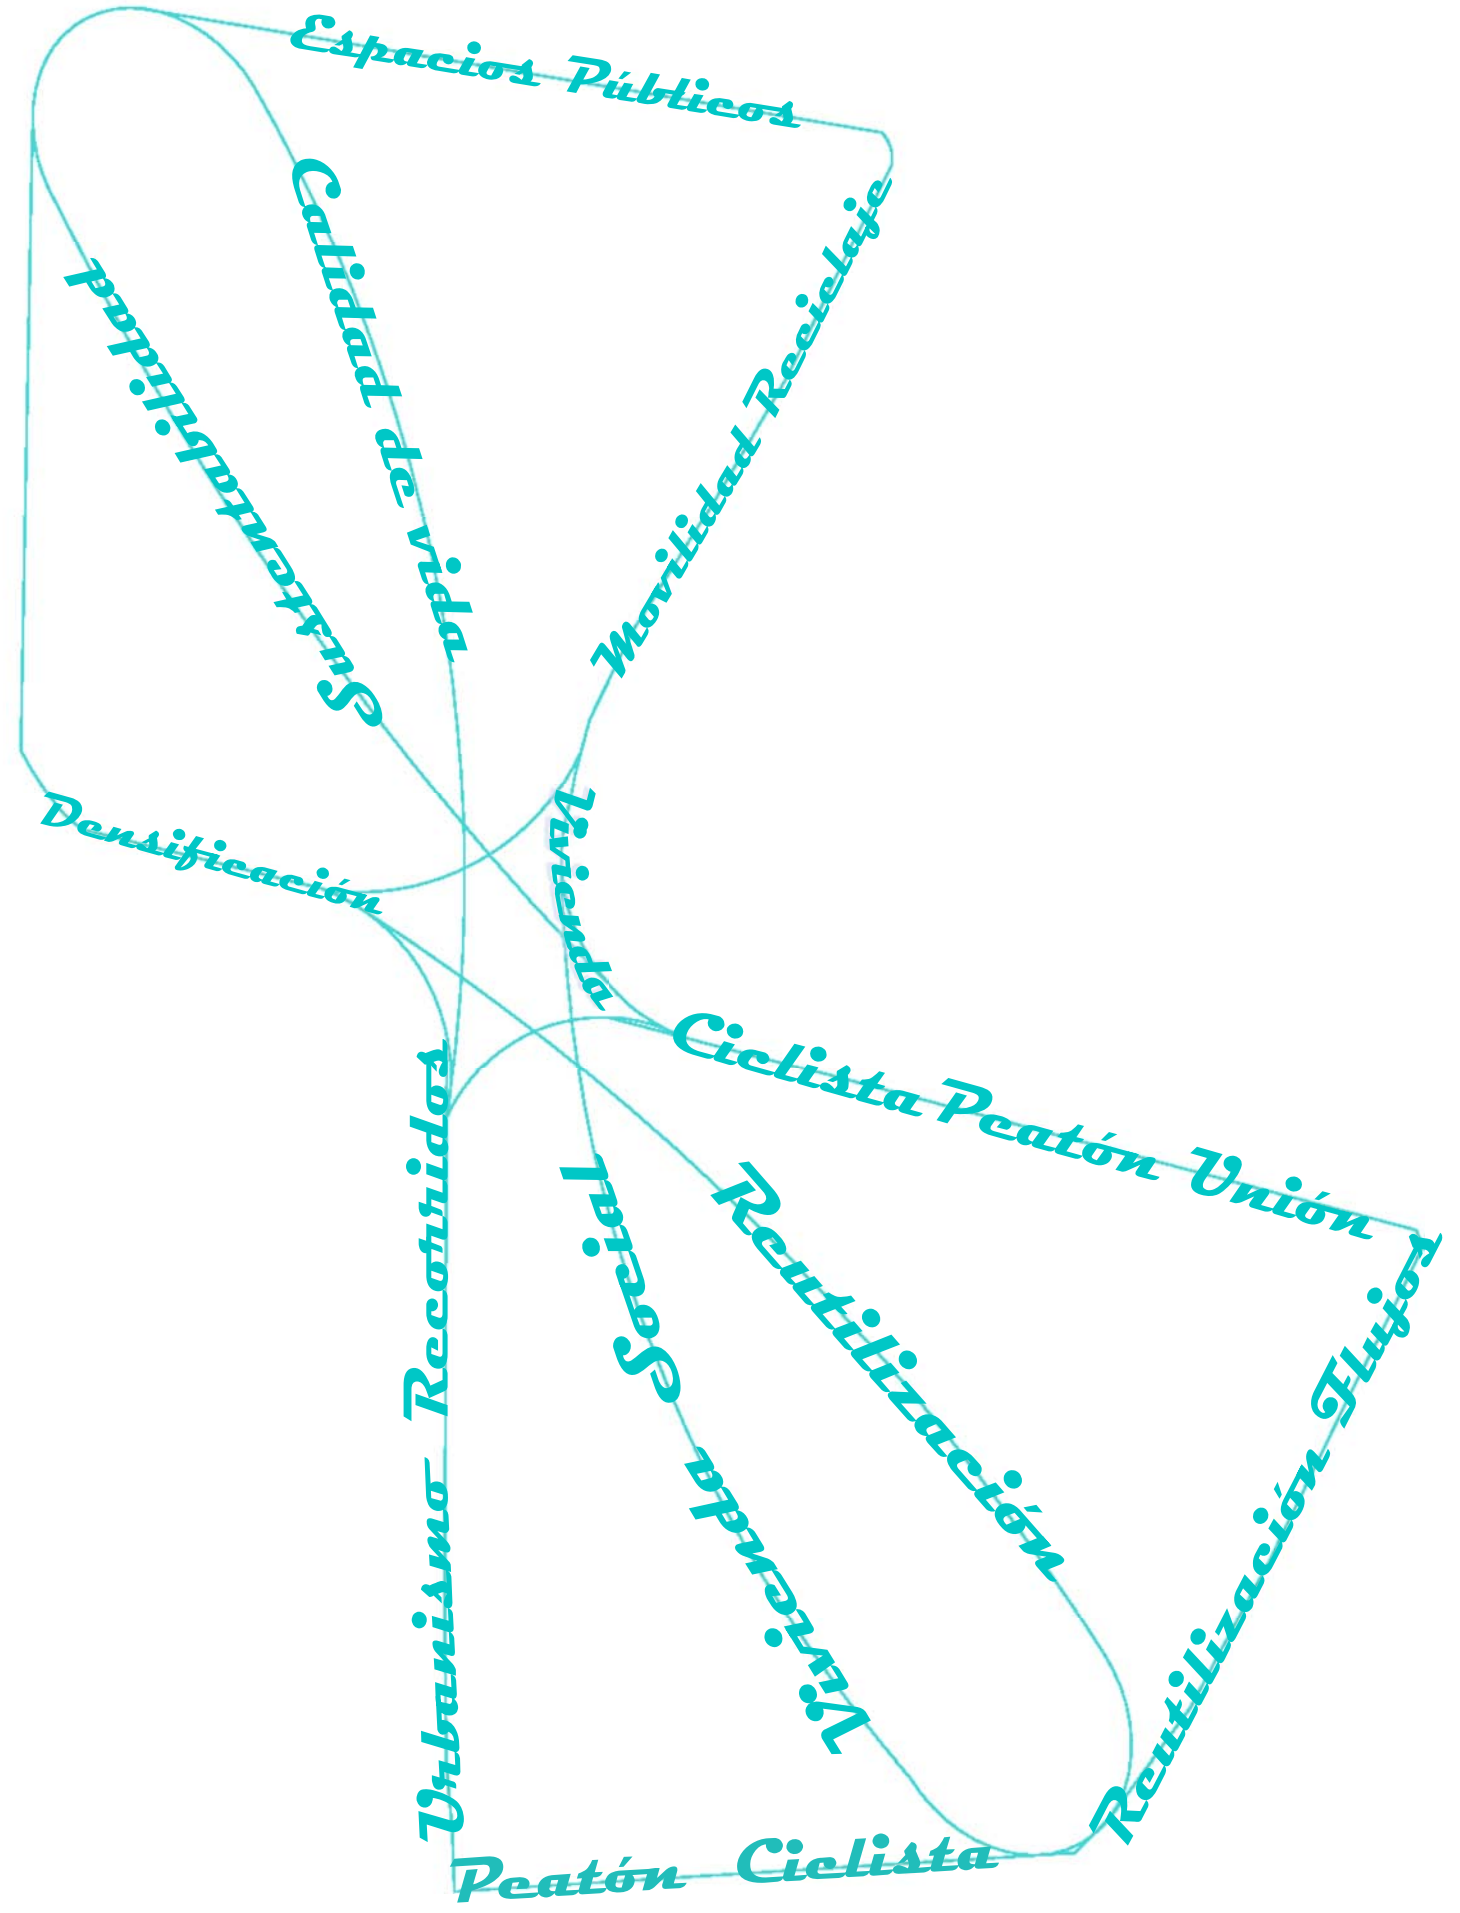 Espacios Públicos
Calidad de vida
Movilidad Reciclaje
Sustentabilidad
Densificación
Vivienda
Ciclista Peatón Unión
Recorridos
Social
Reutilización
Flujos
Reutilización
Urbanismo
Vivienda
Peatón Ciclista